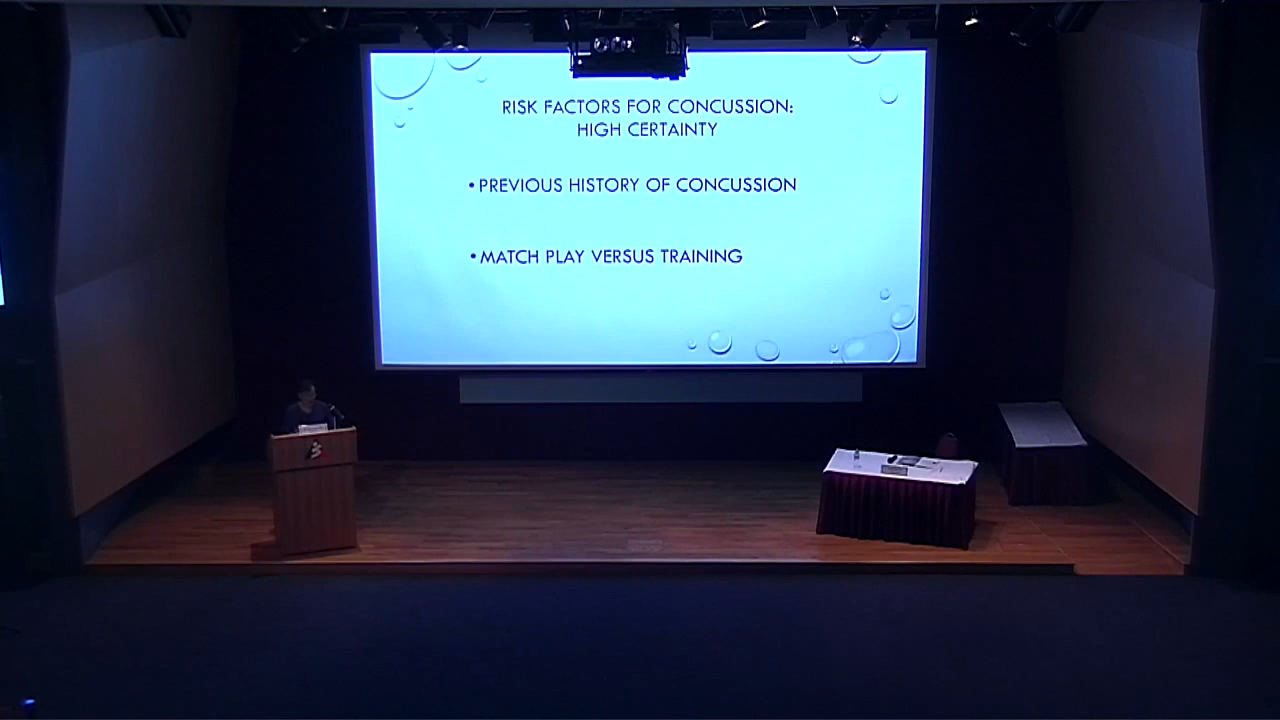 RISK FACTORS FOR CONCUSSION:
HIGH CERTAINTY
• PREVIOUS HISTORY OF CONCUSSION
• MATCH PLAY VERSUS TRAINING